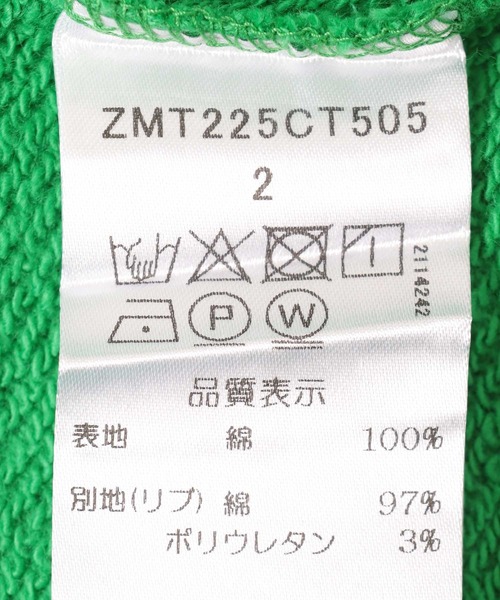 ZMT225CT505
2
2114242
P W
品質表示
表地 綿 100%
別地(リブ) 綿 97%
ポリウレタン 3%